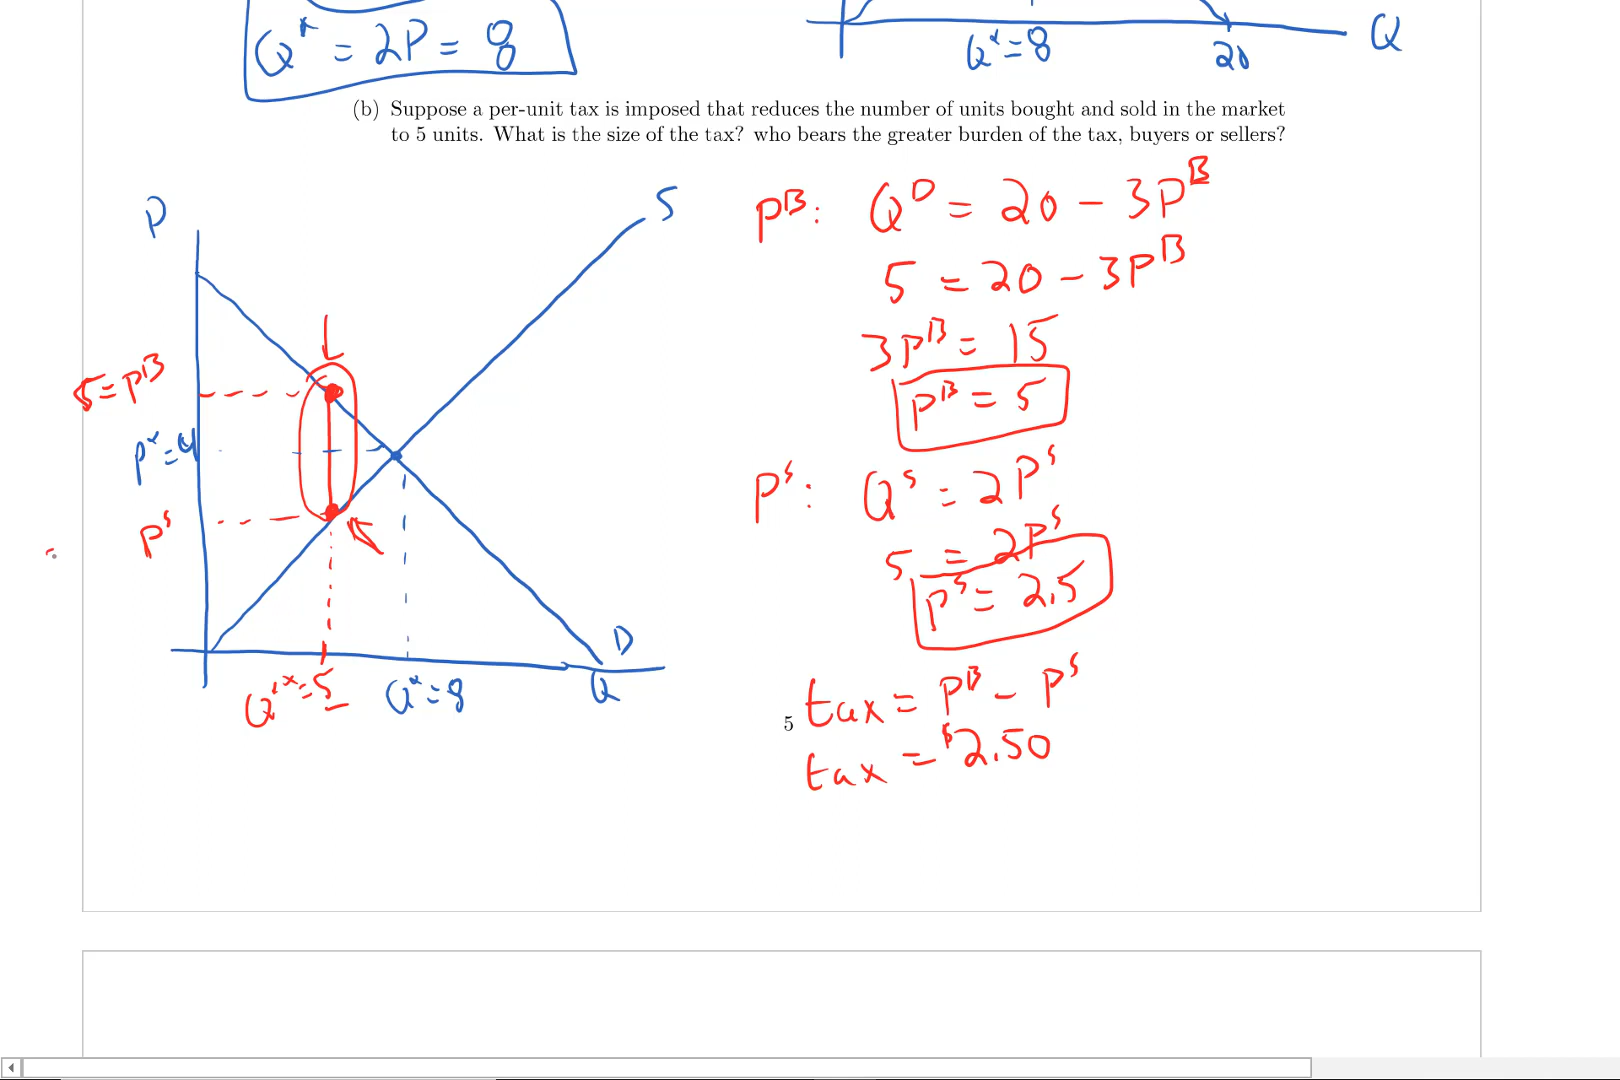 Q* = 2P = 8
Q* = 8
20
Q
(b) Suppose a per-unit tax is imposed that reduces the number of units bought and sold in the market
to 5 units. What is the size of the tax? who bears the greater burden of the tax, buyers or sellers?
P
S
5 = P^B
P* = 4
P^S
D
Q'* = 5
Q* = 8
Q
P^B: Q^D = 20 - 3P^B
5 = 20 - 3P^B
3P^B = 15
P^B = 5
P^S: Q^S = 2P^S
5 = 2P^S
P^S = 2.5
tax = P^B - P^S
5
tax = $2.50